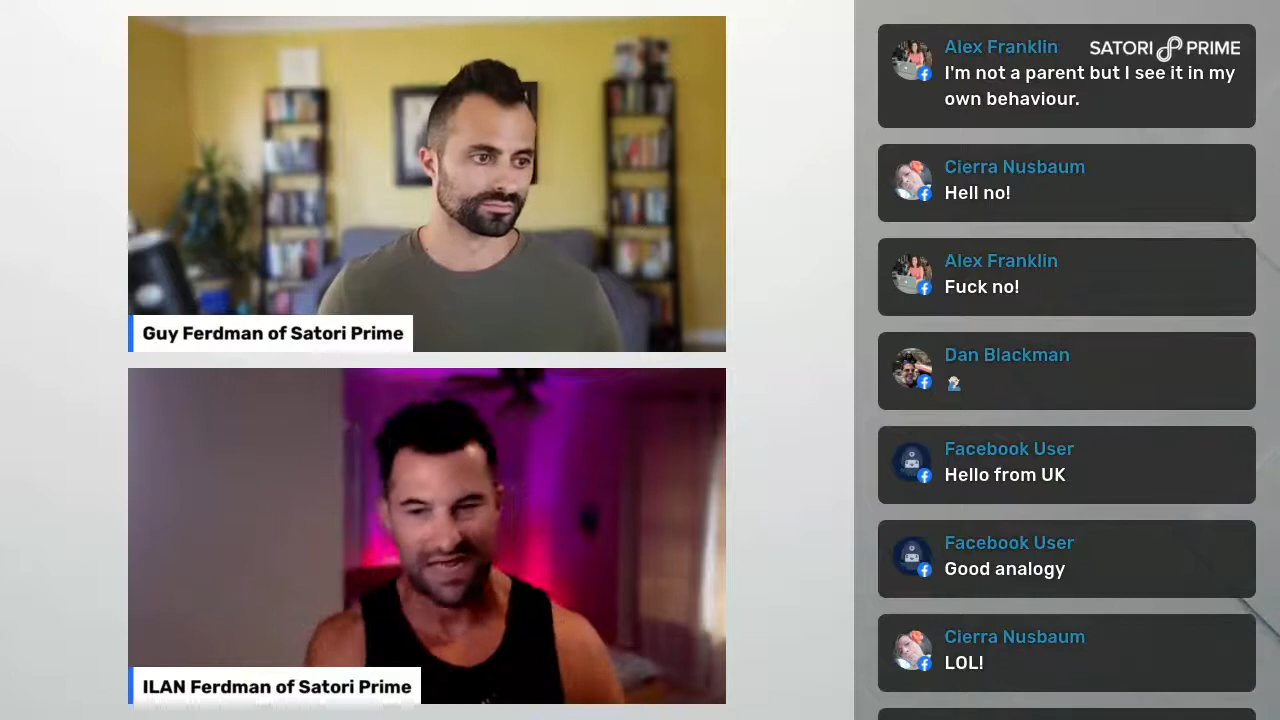 Guy Ferdman of Satori Prime
ILAN Ferdman of Satori Prime
SATORI PRIME
Alex Franklin
I'm not a parent but I see it in my
own behaviour.
Cierra Nusbaum
Hell no!
Alex Franklin
Fuck no!
Dan Blackman
Facebook User
Hello from UK
Facebook User
Good analogy
Cierra Nusbaum
LOL!